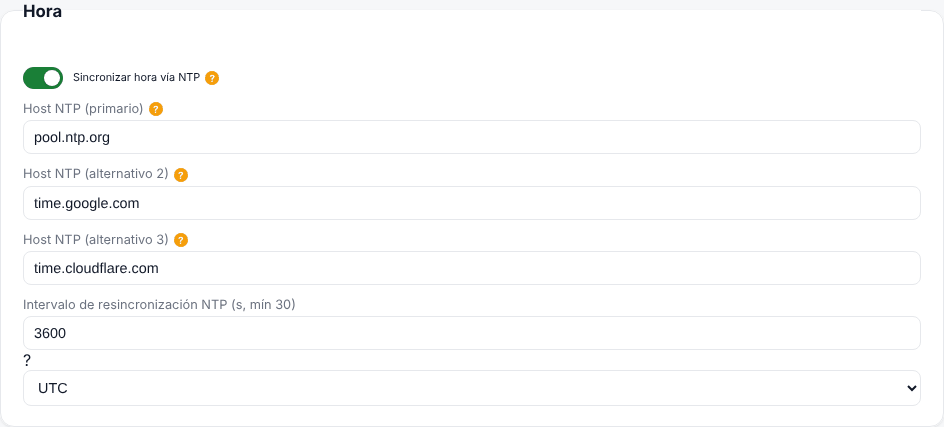 Hora
Sincronizar hora vía NTP ?
Host NTP (primario) ?
pool.ntp.org
Host NTP (alternativo 2) ?
time.google.com
Host NTP (alternativo 3) ?
time.cloudflare.com
Intervalo de resincronización NTP (s, mín 30)
3600
?
UTC